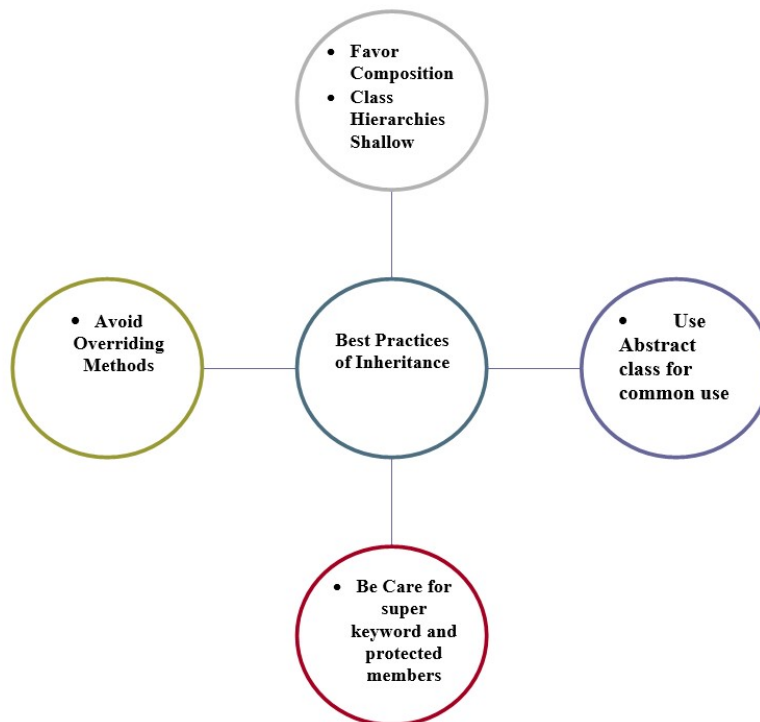 • Favor
Composition
• Class
Hierarchies
Shallow
• Avoid
Overriding
Methods
Best Practices
of Inheritance
• Use
Abstract
class for
common use
• Be Care for
super
keyword and
protected
members